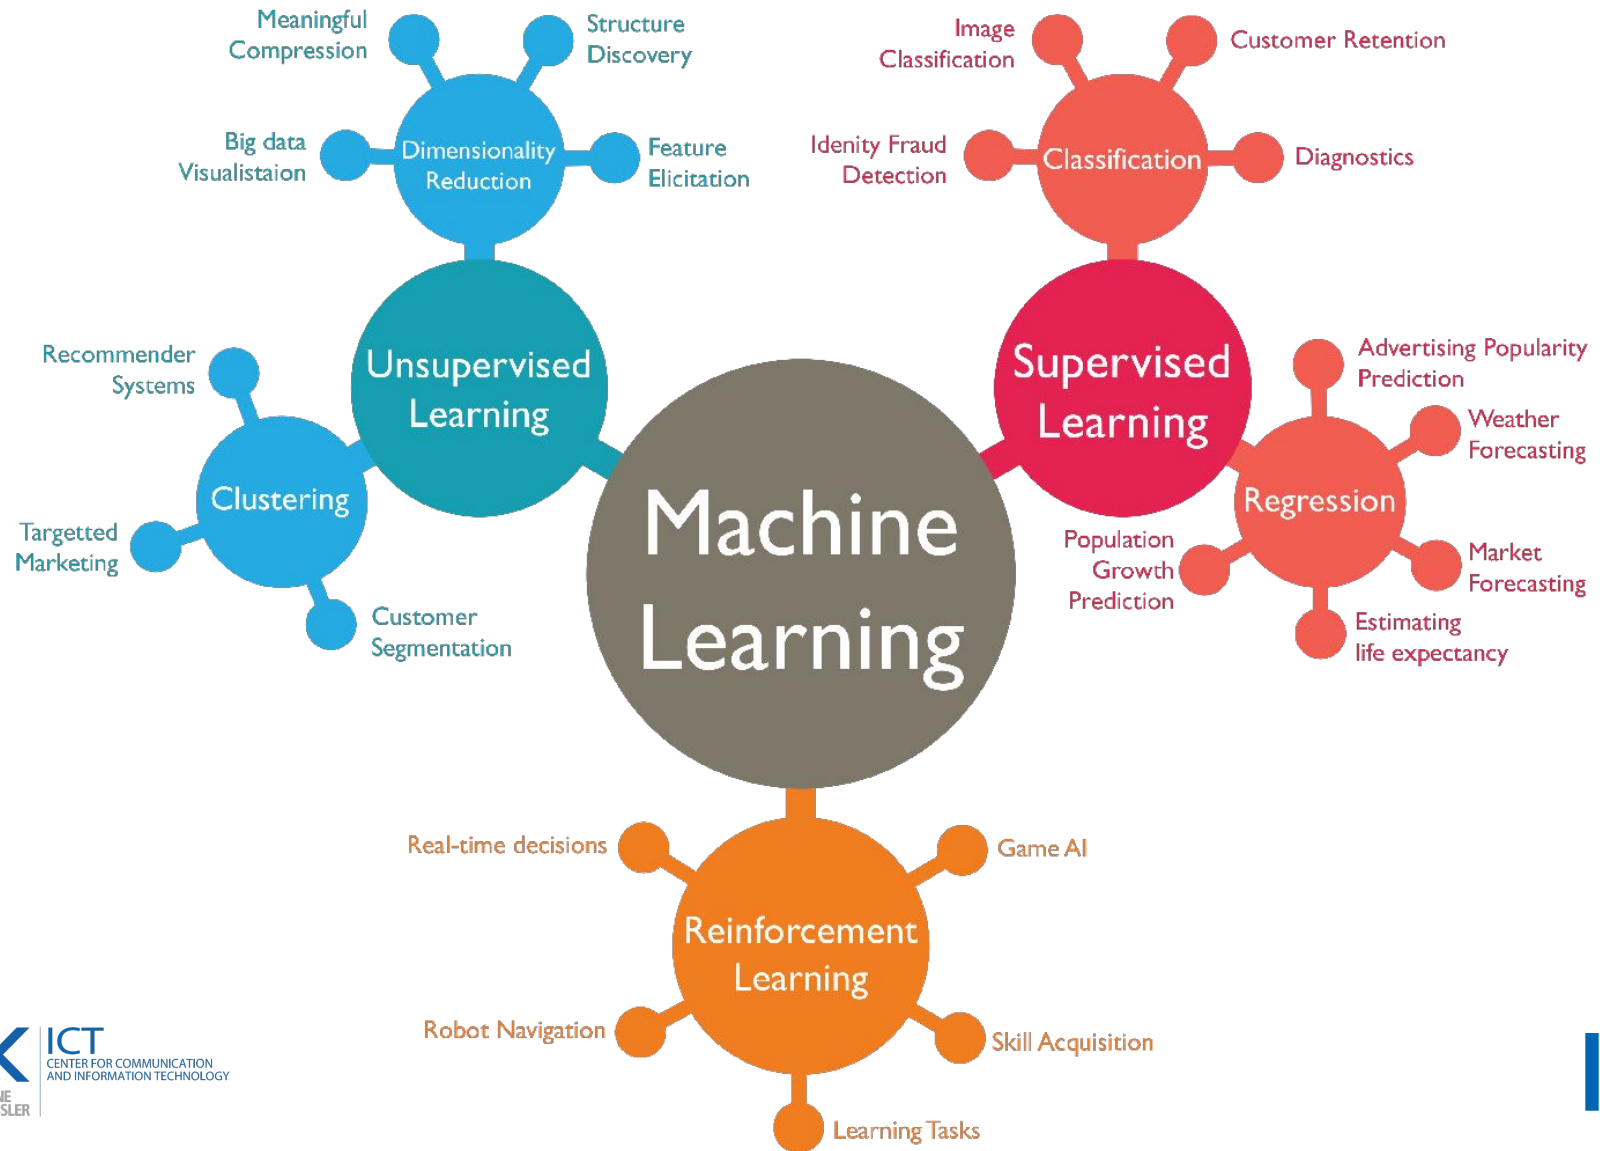 Meaningful
Compression
Structure
Discovery
Big data
Visualistaion
Dimensionality
Reduction
Feature
Elicitation
Image
Classification
Customer Retention
Idenity Fraud
Detection
Classification
Diagnostics
Recommender
Systems
Unsupervised
Learning
Clustering
Targetted
Marketing
Customer
Segmentation
Machine
Learning
Supervised
Learning
Advertising Popularity
Prediction
Weather
Forecasting
Regression
Population
Growth
Prediction
Market
Forecasting
Estimating
life expectancy
Real-time decisions
Game AI
Reinforcement
Learning
Robot Navigation
Skill Acquisition
Learning Tasks
ICT
CENTER FOR COMMUNICATION
AND INFORMATION TECHNOLOGY